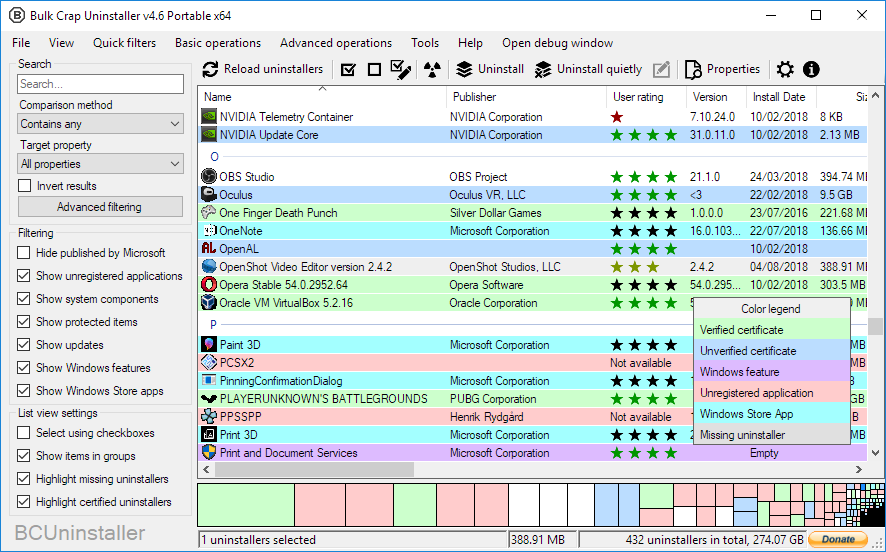 Bulk Crap Uninstaller v4.6 Portable x64
File View Quick filters Basic operations Advanced operations Tools Help Open debug window
Search
Search...
Comparison method
Contains any
Target property
All properties
Invert results
Advanced filtering
Filtering
Hide published by Microsoft
Show unregistered applications
Show system components
Show protected items
Show updates
Show Windows features
Show Windows Store apps
List view settings
Select using checkboxes
Show items in groups
Highlight missing uninstallers
Highlight certified uninstallers
BCUninstaller
Reload uninstallers Uninstall Uninstall quietly Properties
Name Publisher User rating Version Install Date Siz
NVIDIA Telemetry Container NVIDIA Corporation 7.10.24.0 10/02/2018 8 KB
NVIDIA Update Core NVIDIA Corporation 31.0.11.0 10/02/2018 2.13 MB
O
OBS Studio OBS Project 21.1.0 24/03/2018 394.74 M
Oculus Oculus VR, LLC <3 22/02/2018 9.5 GB
One Finger Death Punch Silver Dollar Games 1.0.0.0 23/07/2016 221.68 M
OneNote Microsoft Corporation 16.0.103... 22/07/2018 136.66 M
AL OpenAL 10/02/2018
OpenShot Video Editor version 2.4.2 OpenShot Studios, LLC 2.4.2 04/08/2018 388.91 M
Opera Stable 54.0.2952.64 Opera Software 54.0.295... 10/02/2018 303.5 MB
Oracle VM VirtualBox 5.2.16 Oracle Corporation MB
P
Paint 3D Microsoft Corporation MB
PCSX2 Not available MB
PinningConfirmationDialog Microsoft Corporation
PLAYERUNKNOWN'S BATTLEGROUNDS PUBG Corporation GB
PPSSPP Henrik Rydgård Not available MB
Print 3D Microsoft Corporation 2 MB
Print and Document Services Microsoft Corporation Empty
Color legend
Verified certificate
Unverified certificate
Windows feature
Unregistered application
Windows Store App
Missing uninstaller
1 uninstallers selected 388.91 MB 432 uninstallers in total, 274.07 GB Donate